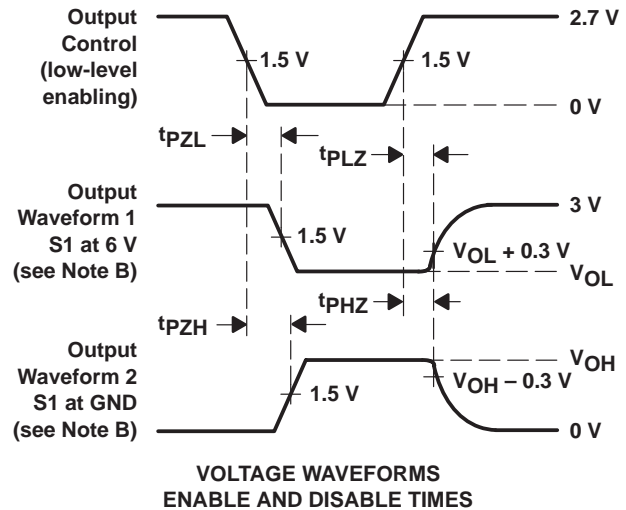 Output
Control
(low-level
enabling)
1.5 V
1.5 V
2.7 V
0 V
tPZL
tPLZ
Output
Waveform 1
S1 at 6 V
(see Note B)
1.5 V
3 V
VOL + 0.3 V
VOL
tPZH
tPHZ
Output
Waveform 2
S1 at GND
(see Note B)
1.5 V
VOH
VOH – 0.3 V
0 V
VOLTAGE WAVEFORMS
ENABLE AND DISABLE TIMES